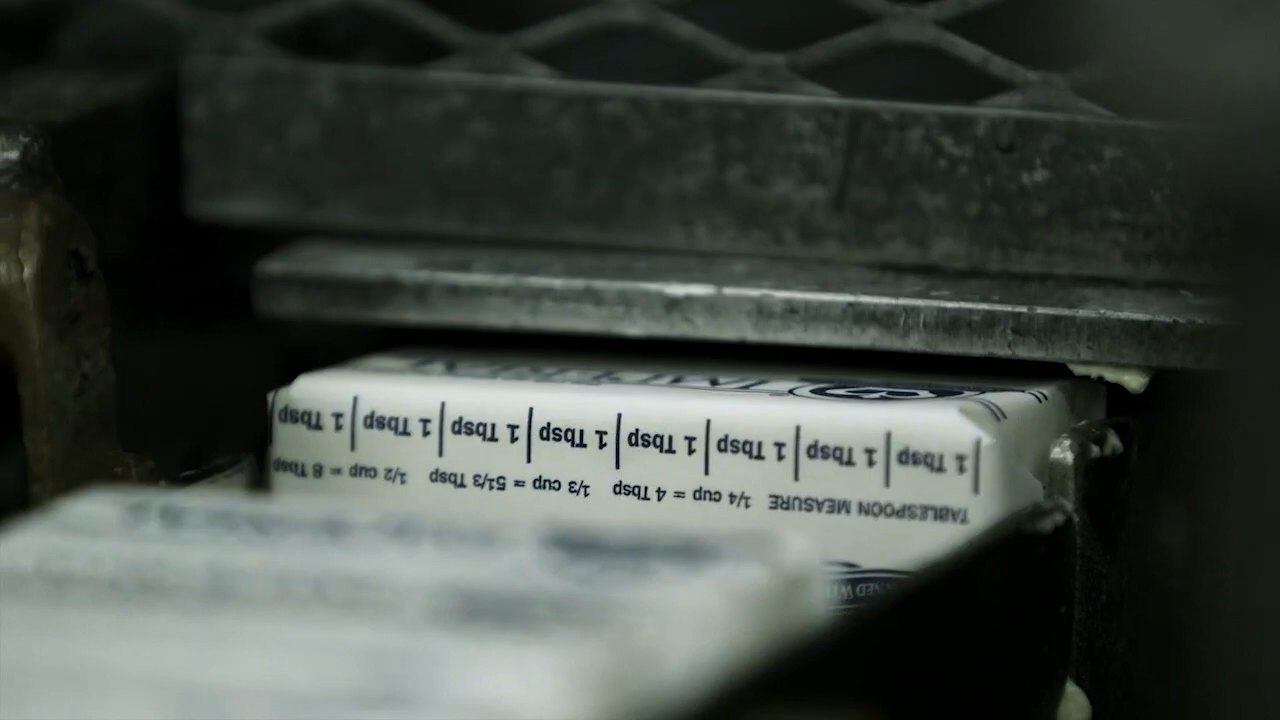 TABLESPOON MEASURE 1/4 cup = 4 Tbsp 1/3 cup = 51/3 Tbsp 1/2 cup = 8 Tbsp
1 Tbsp 1 Tbsp 1 Tbsp 1 Tbsp 1 Tbsp 1 Tbsp 1 Tbsp 1 Tbsp